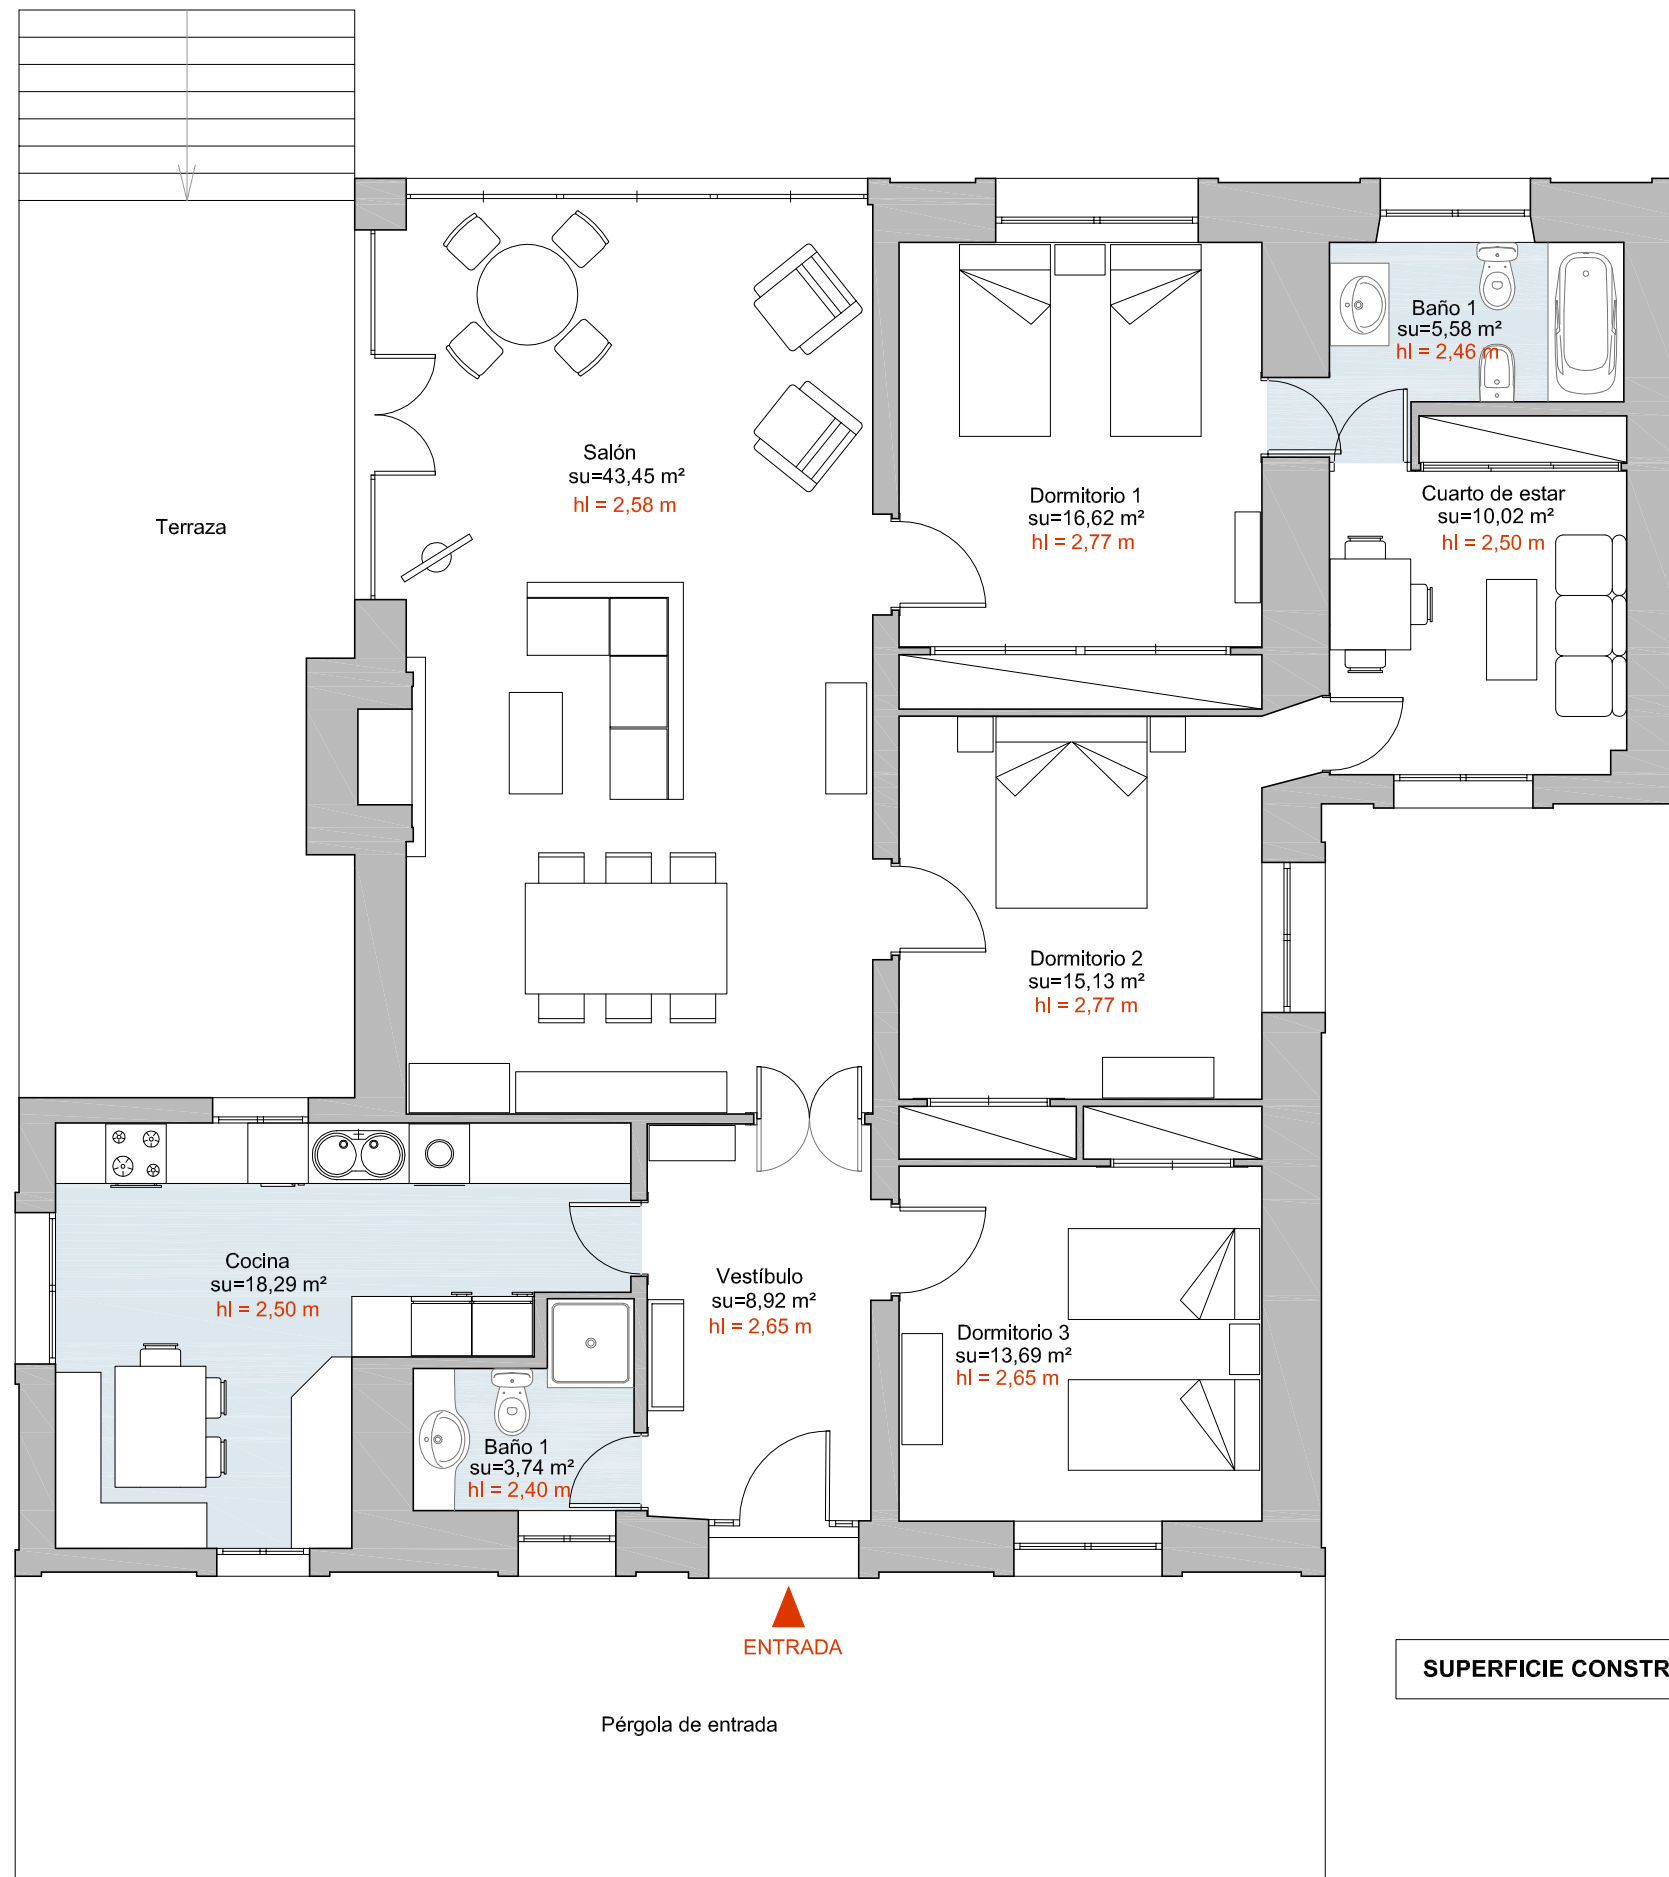 Baño 1
su=5,58 m²
hl = 2,46 m
Salón
su=43,45 m²
hl = 2,58 m
Dormitorio 1
su=16,62 m²
hl = 2,77 m
Cuarto de estar
su=10,02 m²
hl = 2,50 m
Terraza
Dormitorio 2
su=15,13 m²
hl = 2,77 m
Cocina
su=18,29 m²
hl = 2,50 m
Vestíbulo
su=8,92 m²
hl = 2,65 m
Dormitorio 3
su=13,69 m²
hl = 2,65 m
Baño 1
su=3,74 m²
hl = 2,40 m
ENTRADA
Pérgola de entrada
SUPERFICIE CONSTR